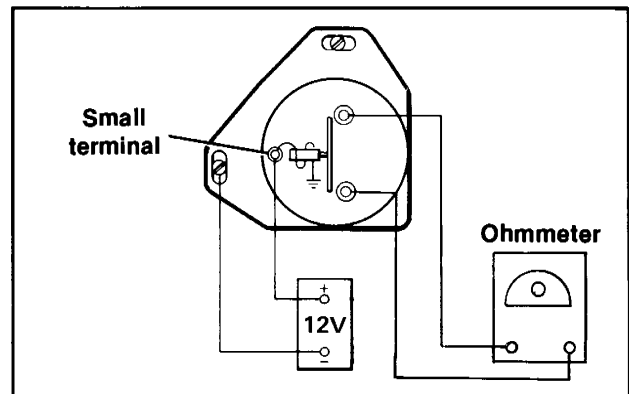 Small
terminal
Ohmmeter
+
12V
–